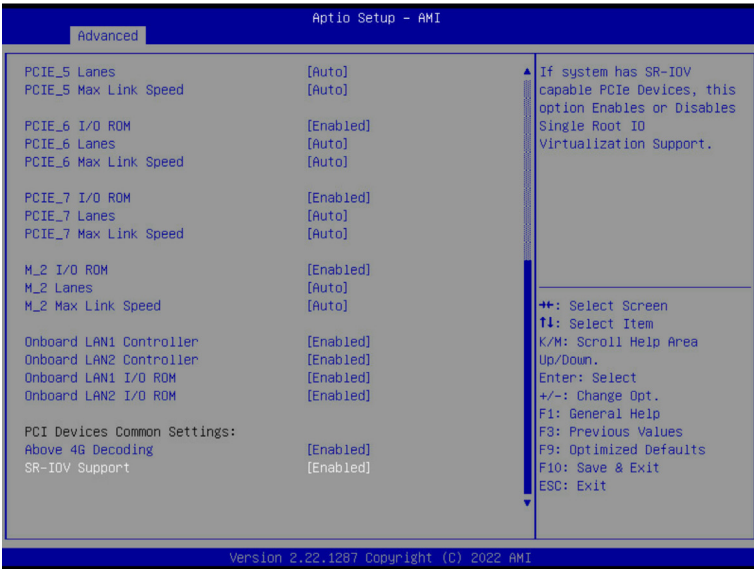 Aptio Setup – AMI
Advanced
PCIE_5 Lanes [Auto]
PCIE_5 Max Link Speed [Auto]
PCIE_6 I/O ROM [Enabled]
PCIE_6 Lanes [Auto]
PCIE_6 Max Link Speed [Auto]
PCIE_7 I/O ROM [Enabled]
PCIE_7 Lanes [Auto]
PCIE_7 Max Link Speed [Auto]
M_2 I/O ROM [Enabled]
M_2 Lanes [Auto]
M_2 Max Link Speed [Auto]
Onboard LAN1 Controller [Enabled]
Onboard LAN2 Controller [Enabled]
Onboard LAN1 I/O ROM [Enabled]
Onboard LAN2 I/O ROM [Enabled]
PCI Devices Common Settings:
Above 4G Decoding [Enabled]
SR-IOV Support [Enabled]
If system has SR-IOV
capable PCIe Devices, this
option Enables or Disables
Single Root IO
Virtualization Support.
→←: Select Screen
↑↓: Select Item
K/M: Scroll Help Area
Up/Down.
Enter: Select
+/-: Change Opt.
F1: General Help
F3: Previous Values
F9: Optimized Defaults
F10: Save & Exit
ESC: Exit
Version 2.22.1287 Copyright (C) 2022 AMI